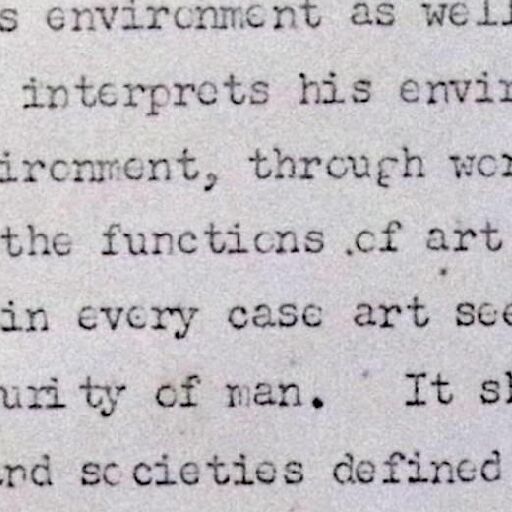 s environment as well
interprets his envir
ironment, through wor
the functions of art
in every case art see
urity of man. It sh
and societies defined